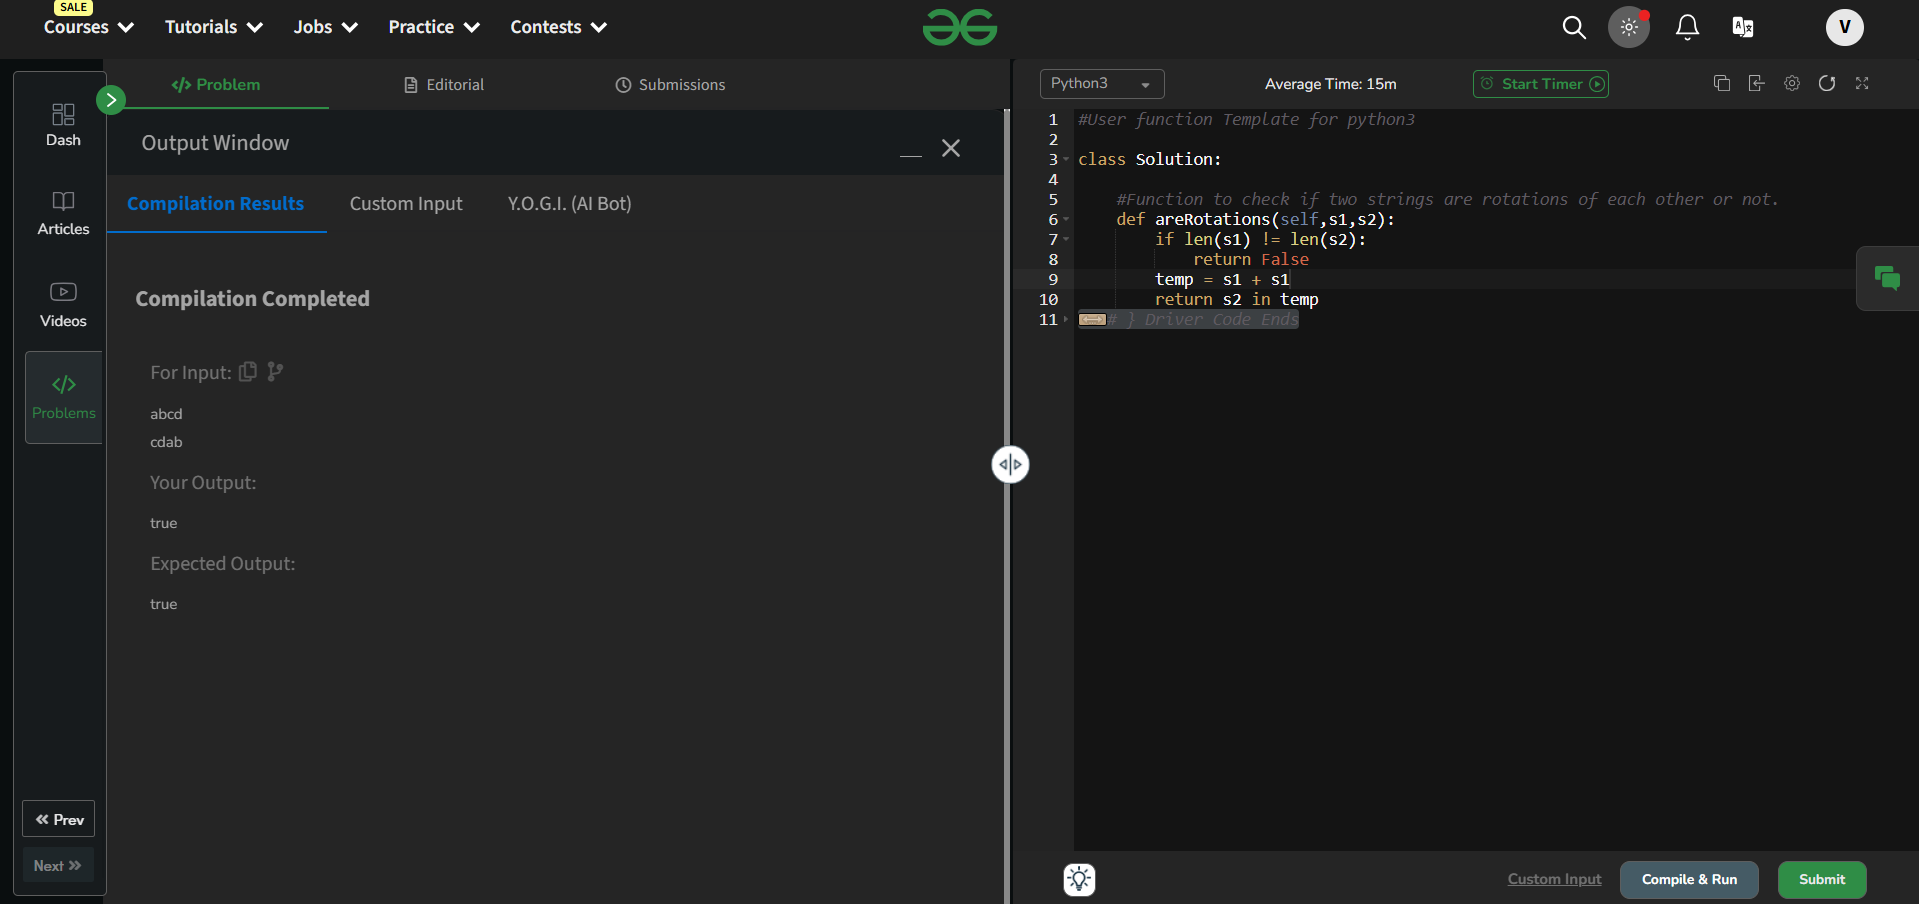 SALE
Courses Tutorials Jobs Practice Contests
V
Dash
Articles
Videos
Problems
Prev
Next
</> Problem Editorial Submissions
Output Window
Compilation Results Custom Input Y.O.G.I. (AI Bot)
Compilation Completed
For Input:
abcd
cdab
Your Output:
true
Expected Output:
true
Python3 Average Time: 15m Start Timer
1 #User function Template for python3
2
3 class Solution:
4
5 #Function to check if two strings are rotations of each other or not.
6 def areRotations(self,s1,s2):
7 if len(s1) != len(s2):
8 return False
9 temp = s1 + s1
10 return s2 in temp
11 # } Driver Code Ends
Custom Input Compile & Run Submit